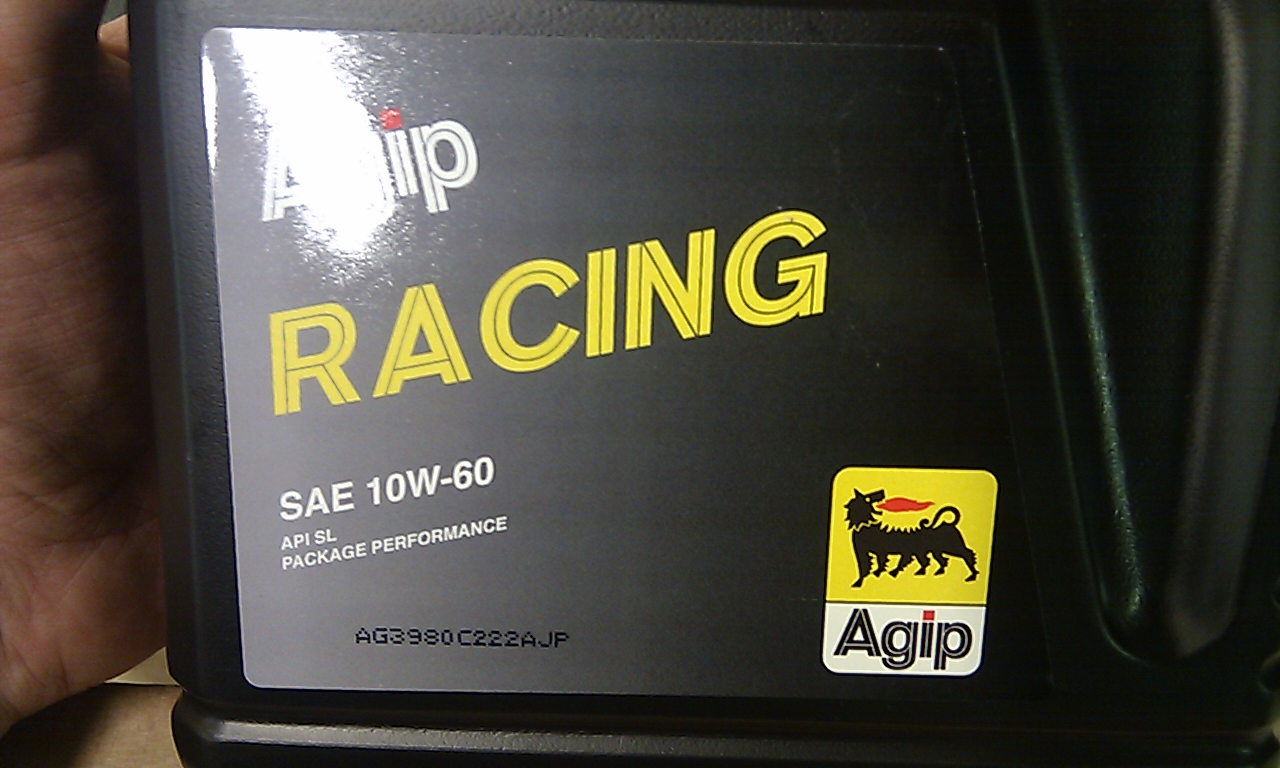 Agip
RACING
SAE 10W-60
API SL
PACKAGE PERFORMANCE
AG3980C222AJP
Agip